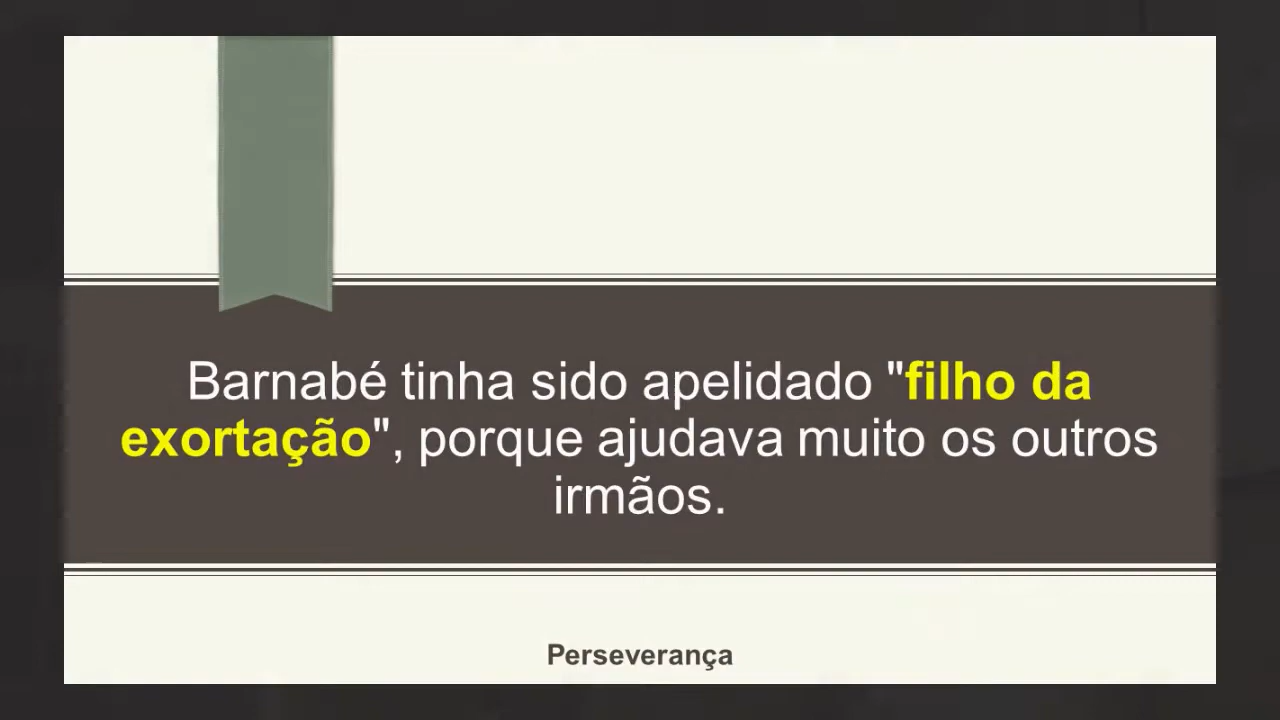 Barnabé tinha sido apelidado "filho da
exortação", porque ajudava muito os outros
irmãos.
Perseverança